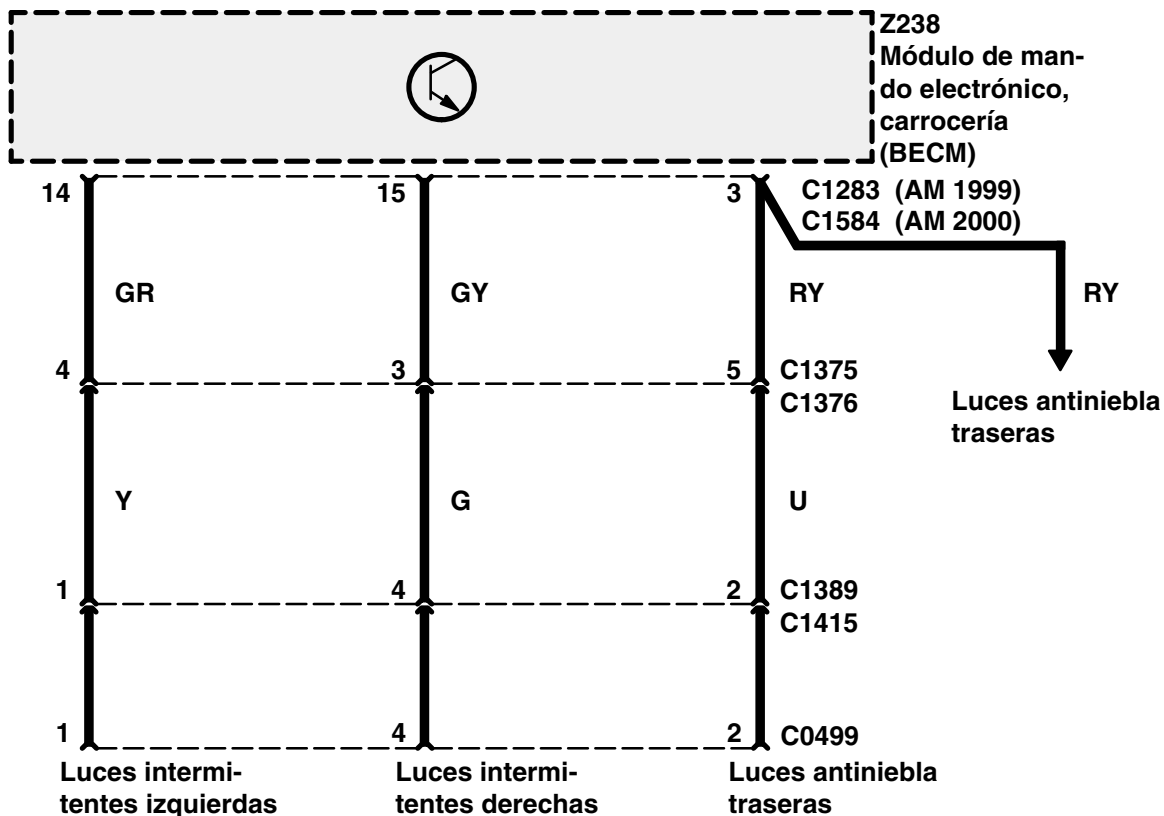 Z238
Módulo de man-
do electrónico,
carrocería
(BECM)
14
15
3
C1283 (AM 1999)
C1584 (AM 2000)
GR
GY
RY
RY
4
3
5
C1375
C1376
Luces antiniebla
traseras
Y
G
U
1
4
2
C1389
C1415
1
4
2
C0499
Luces intermi-
tentes izquierdas
Luces intermi-
tentes derechas
Luces antiniebla
traseras